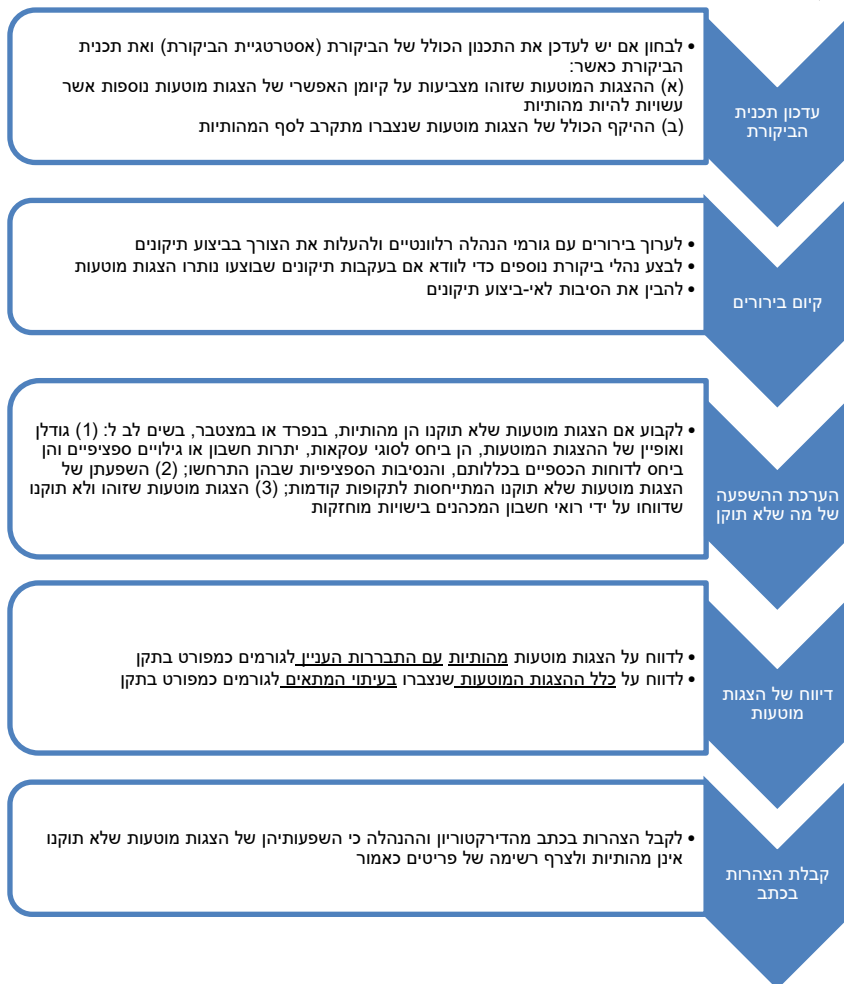 עדכון תכנית
הביקורת
• לבחון אם יש לעדכן את התכנון הכולל של הביקורת (אסטרטגיית הביקורת) ואת תכנית
הביקורת כאשר:
(א) ההצגות המוטעות שזוהו מצביעות על קיומן האפשרי של הצגות מוטעות נוספות אשר
עשויות להיות מהותיות
(ב) ההיקף הכולל של הצגות מוטעות שנצברו מתקרב לסף המהותיות
קיום בירורים
• לערוך בירורים עם גורמי הנהלה רלוונטיים ולהעלות את הצורך בביצוע תיקונים
• לבצע נהלי ביקורת נוספים כדי לוודא אם בעקבות תיקונים שבוצעו נותרו הצגות מוטעות
• להבין את הסיבות לאי-ביצוע תיקונים
הערכת ההשפעה
של מה שלא תוקן
• לקבוע אם הצגות מוטעות שלא תוקנו הן מהותיות, בנפרד או במצטבר, בשים לב ל: (1) גודלן
ואופיין של ההצגות המוטעות, הן ביחס לסוגי עסקאות, יתרות חשבון או גילויים ספציפיים והן
ביחס לדוחות הכספיים בכללותם, והנסיבות הספציפיות שבהן התרחשו; (2) השפעתן של
הצגות מוטעות שלא תוקנו המתייחסות לתקופות קודמות; (3) הצגות מוטעות שזוהו ולא תוקנו
שדווחו על ידי רואי חשבון המכהנים בישויות מוחזקות
דיווח של הצגות
מוטעות
• לדווח על הצגות מוטעות מהותיות עם התבררות העניין לגורמים כמפורט בתקן
• לדווח על כלל ההצגות המוטעות שנצברו בעיתוי המתאים לגורמים כמפורט בתקן
קבלת הצהרות
בכתב
• לקבל הצהרות בכתב מהדירקטוריון וההנהלה כי השפעותיהן של הצגות מוטעות שלא תוקנו
אינן מהותיות ולצרף רשימה של פריטים כאמור